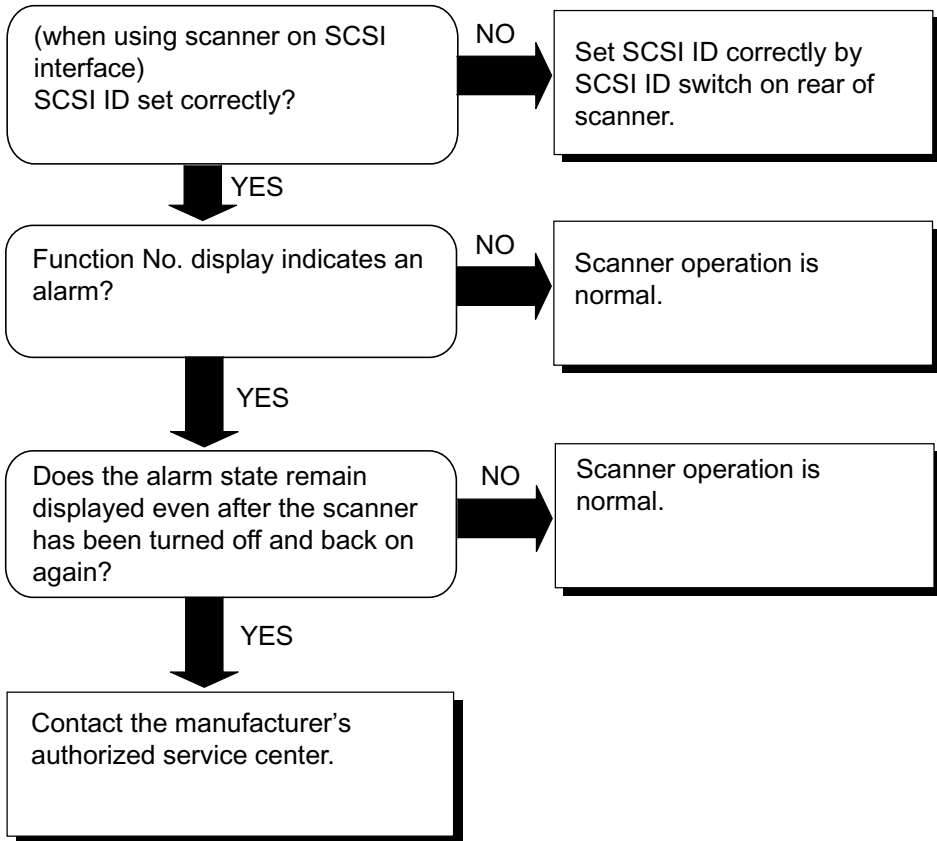 (when using scanner on SCSI
interface)
SCSI ID set correctly?
NO
Set SCSI ID correctly by
SCSI ID switch on rear of
scanner.
YES
Function No. display indicates an
alarm?
NO
Scanner operation is
normal.
YES
Does the alarm state remain
displayed even after the scanner
has been turned off and back on
again?
NO
Scanner operation is
normal.
YES
Contact the manufacturer’s
authorized service center.